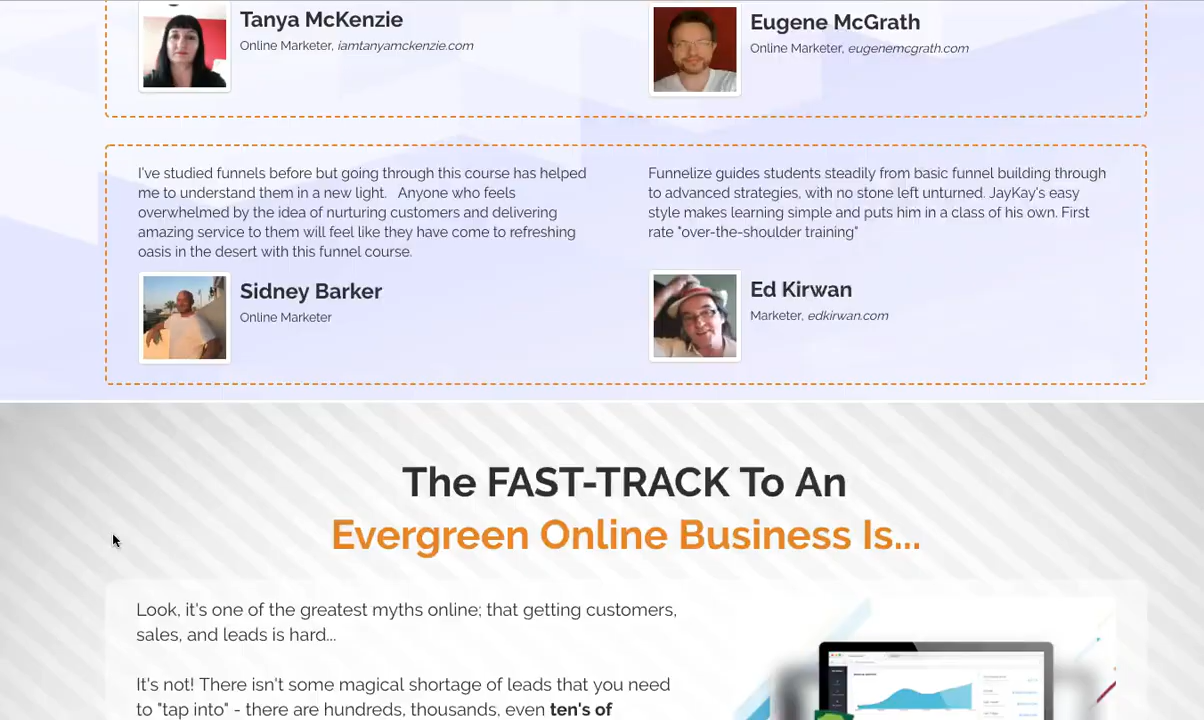 Tanya McKenzie
Online Marketer, iamtanyamckenzie.com
Eugene McGrath
Online Marketer, eugenemcgrath.com
I've studied funnels before but going through this course has helped
me to understand them in a new light.   Anyone who feels
overwhelmed by the idea of nurturing customers and delivering
amazing service to them will feel like they have come to refreshing
oasis in the desert with this funnel course.
Sidney Barker
Online Marketer
Funnelize guides students steadily from basic funnel building through
to advanced strategies, with no stone left unturned. JayKay's easy
style makes learning simple and puts him in a class of his own. First
rate "over-the-shoulder training"
Ed Kirwan
Marketer, edkirwan.com
The FAST-TRACK To An
Evergreen Online Business Is...
Look, it's one of the greatest myths online; that getting customers,
sales, and leads is hard...
It's not! There isn't some magical shortage of leads that you need
to "tap into" - there are hundreds, thousands, even ten's of